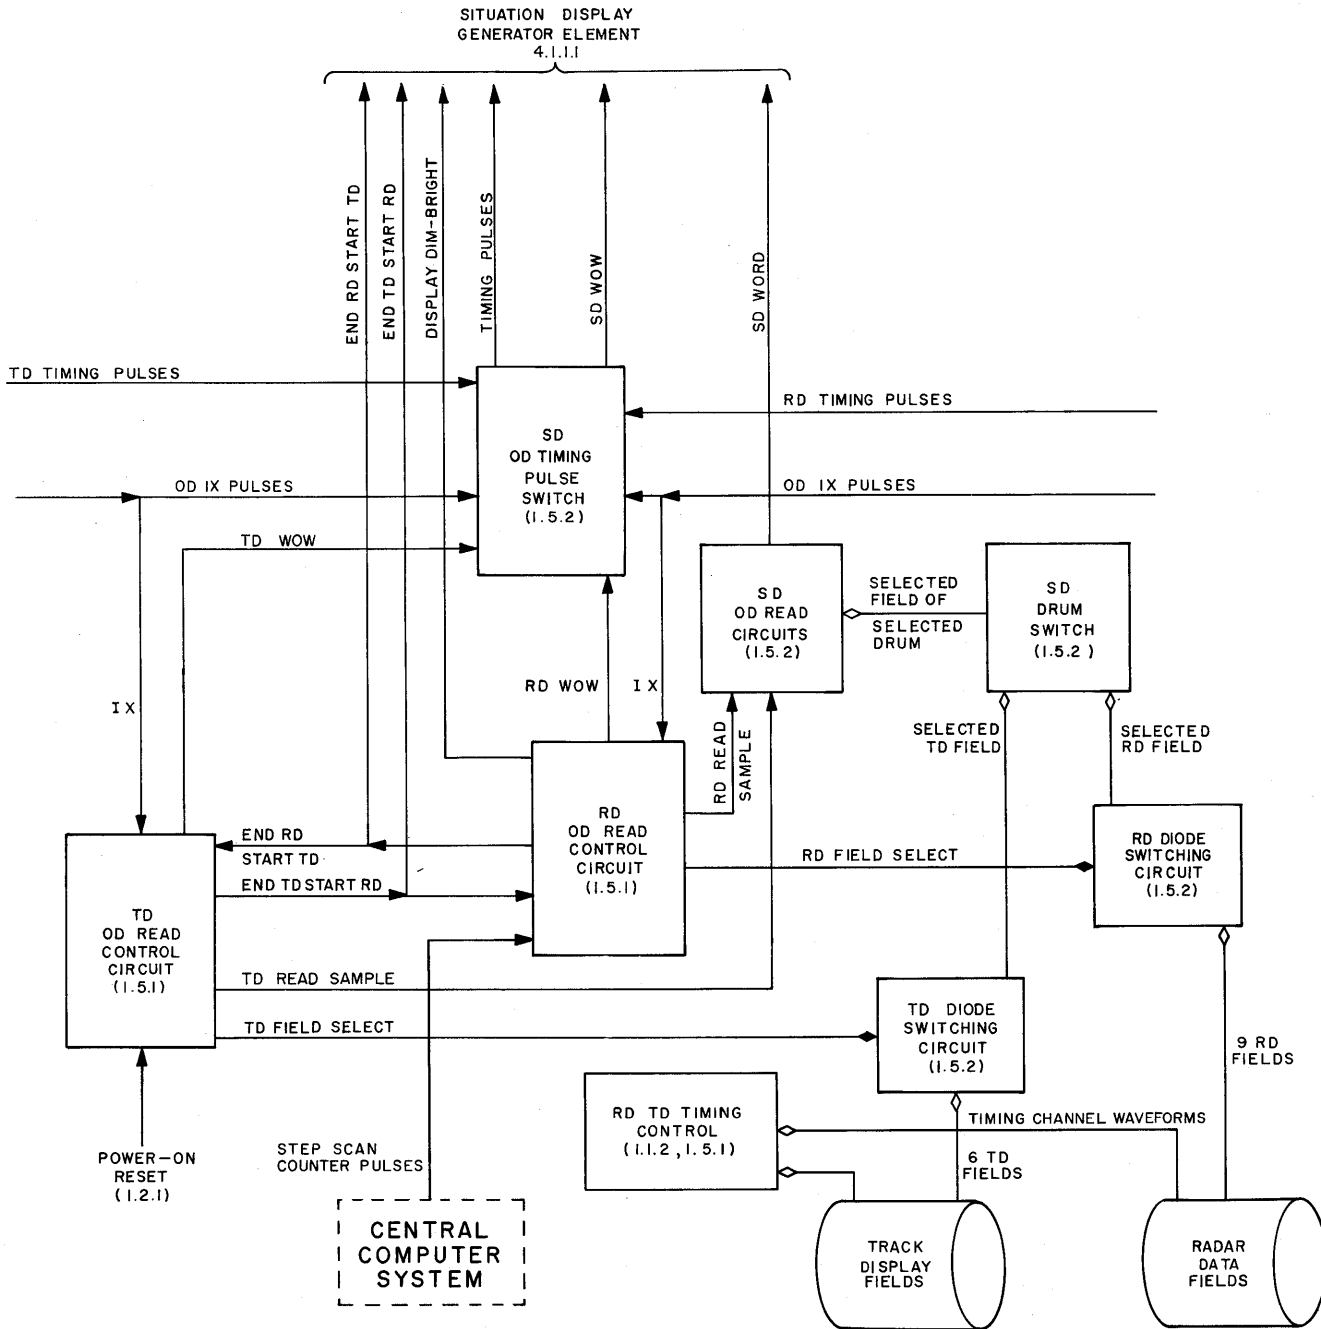 SITUATION DISPLAY
GENERATOR ELEMENT
4.1.1.1
END RD START TD
END TD START RD
DISPLAY DIM-BRIGHT
TIMING PULSES
SD WOW
SD WORD
TD TIMING PULSES
RD TIMING PULSES
SD
OD TIMING
PULSE
SWITCH
(1.5.2)
OD IX PULSES
OD IX PULSES
TD WOW
SD
OD READ
CIRCUITS
(1.5.2)
SELECTED
FIELD OF
SELECTED
DRUM
SD
DRUM
SWITCH
(1.5.2)
IX
RD WOW
IX
RD READ
SAMPLE
SELECTED
TD FIELD
SELECTED
RD FIELD
RD
OD READ
CONTROL
CIRCUIT
(1.5.1)
END RD
START TD
END TD START RD
RD FIELD SELECT
RD DIODE
SWITCHING
CIRCUIT
(1.5.2)
TD
OD READ
CONTROL
CIRCUIT
(1.5.1)
TD READ SAMPLE
TD FIELD SELECT
TD DIODE
SWITCHING
CIRCUIT
(1.5.2)
9 RD
FIELDS
RD TD TIMING
CONTROL
(1.1.2, 1.5.1)
TIMING CHANNEL WAVEFORMS
6 TD
FIELDS
POWER-ON
RESET
(1.2.1)
STEP SCAN
COUNTER PULSES
CENTRAL
COMPUTER
SYSTEM
TRACK
DISPLAY
FIELDS
RADAR
DATA
FIELDS